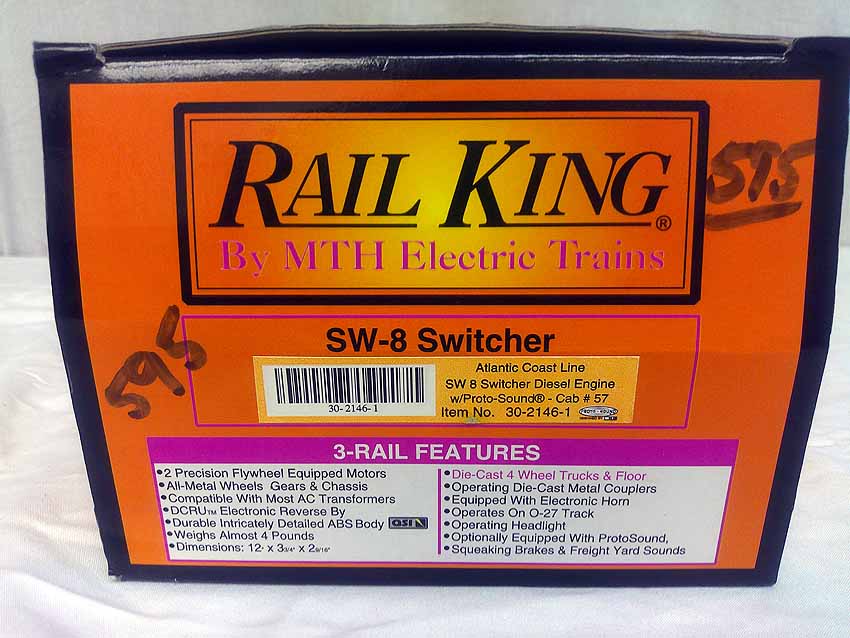 RAIL KING®
By MTH Electric Trains
595
595
SW-8 Switcher
30-2146-1
Atlantic Coast Line
SW 8 Switcher Diesel Engine
w/Proto-Sound® - Cab # 57
Item No. 30-2146-1
3-RAIL FEATURES
•2 Precision Flywheel Equipped Motors
•All-Metal Wheels Gears & Chassis
•Compatible With Most AC Transformers
•DCRU™ Electronic Reverse By
•Durable Intricately Detailed ABS Body QSI
•Weighs Almost 4 Pounds
•Dimensions: 12" x 3 3/4" x 2 9/16"
•Die-Cast 4 Wheel Trucks & Floor
•Operating Die-Cast Metal Couplers
•Equipped With Electronic Horn
•Operates On O-27 Track
•Operating Headlight
•Optionally Equipped With ProtoSound,
•Squeaking Brakes & Freight Yard Sounds